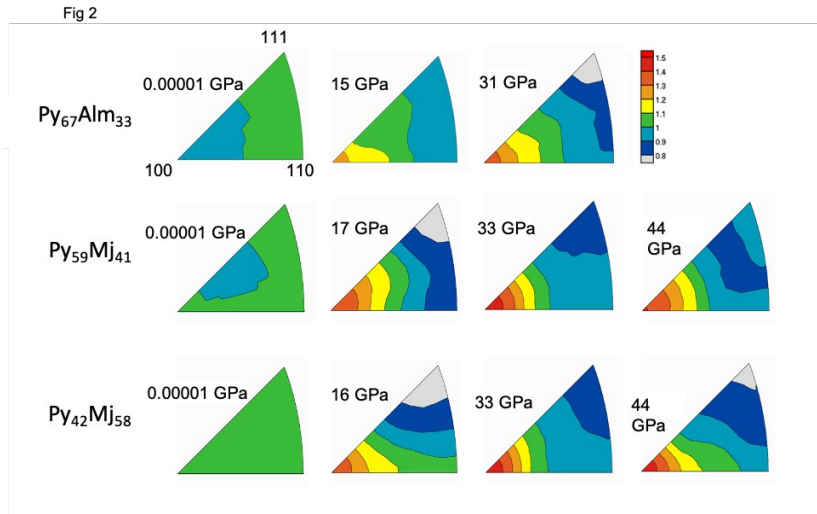 Fig 2
111
0.00001 GPa
15 GPa
31 GPa
1.5
1.4
1.3
1.2
1.1
1
0.9
0.8
Py67Alm33
100
110
0.00001 GPa
17 GPa
33 GPa
44
GPa
Py59Mj41
0.00001 GPa
16 GPa
33 GPa
44
GPa
Py42Mj58